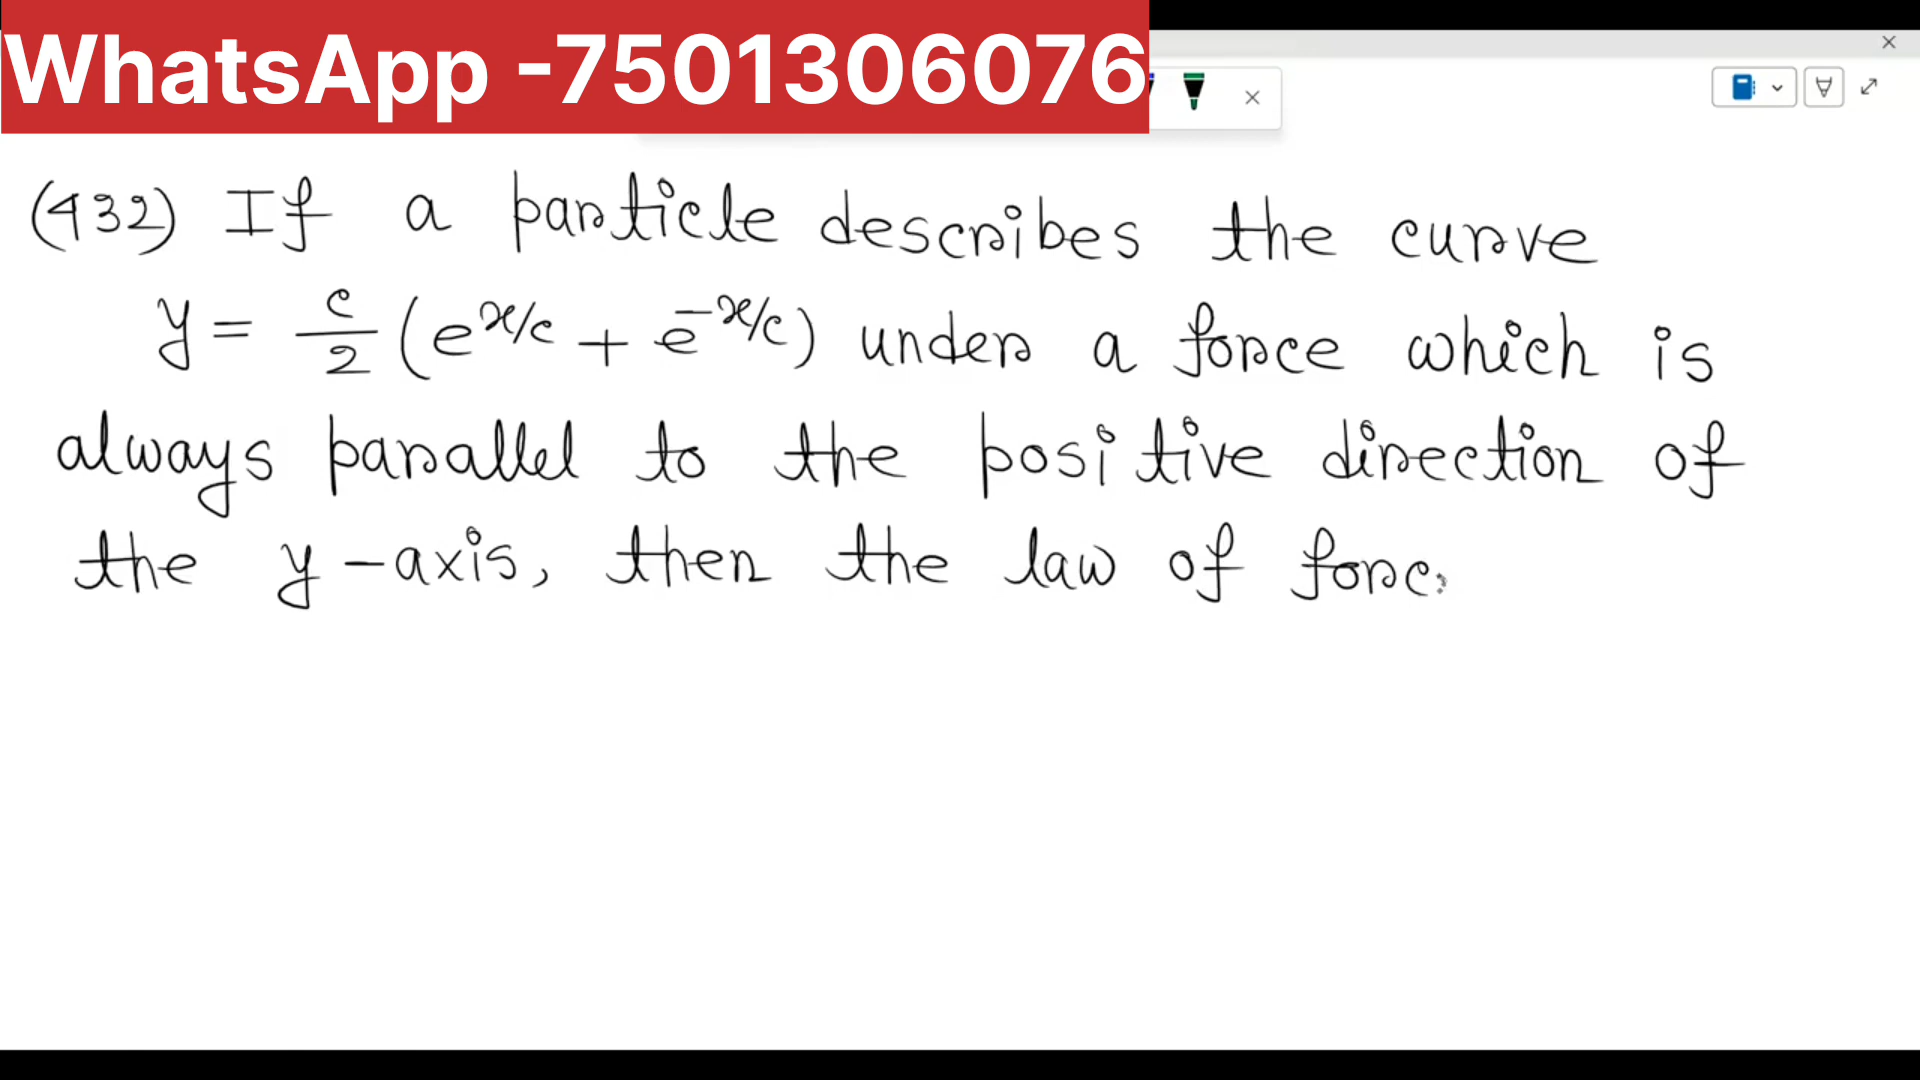 WhatsApp -7501306076
(432) If a particle describes the curve
y = c/2 (e^x/c + e^-x/c) under a force which is
always parallel to the positive direction of
the y-axis, then the law of forc